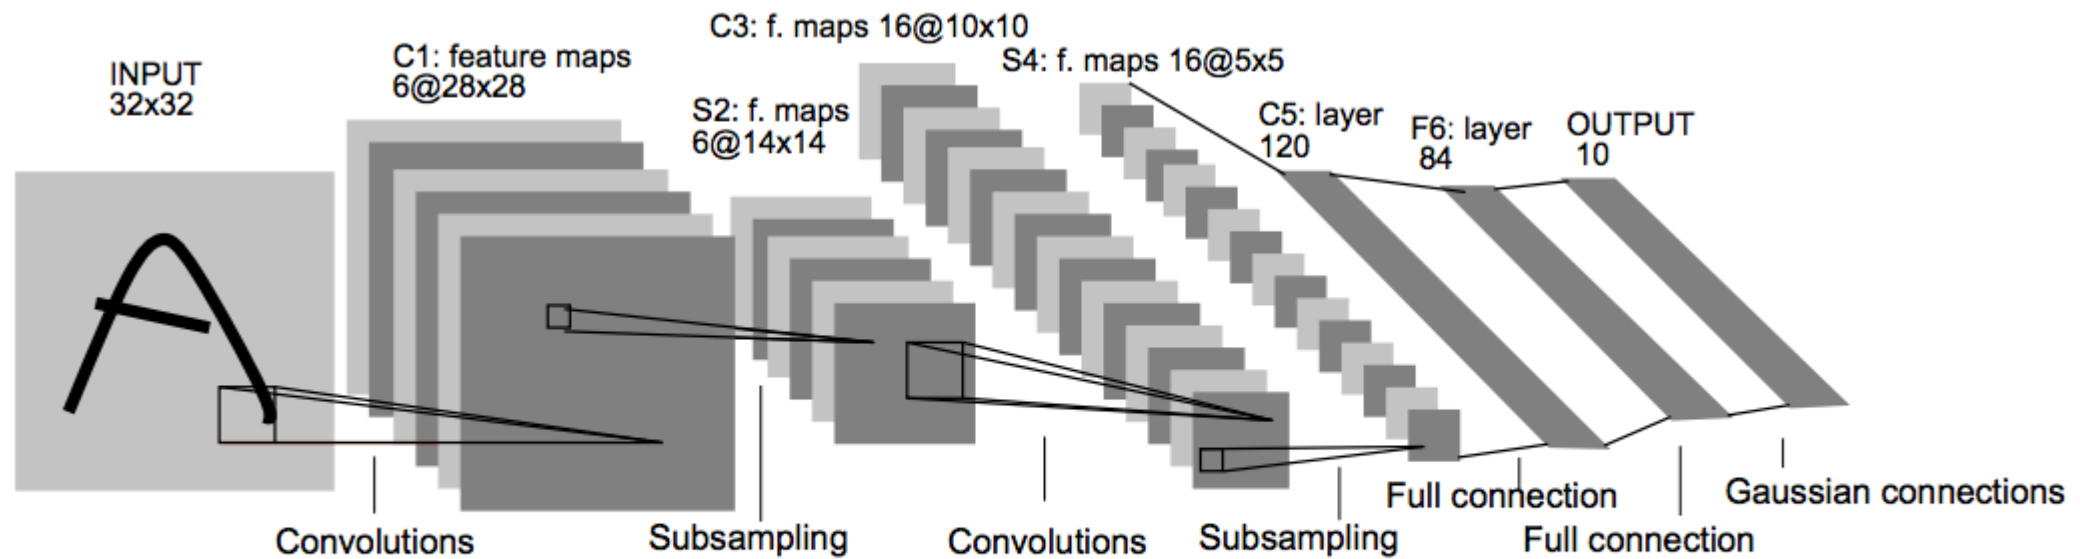 INPUT
32x32
C1: feature maps
6@28x28
S2: f. maps
6@14x14
C3: f. maps 16@10x10
S4: f. maps 16@5x5
C5: layer
120
F6: layer
84
OUTPUT
10
Convolutions
Subsampling
Convolutions
Subsampling
Full connection
Full connection
Gaussian connections